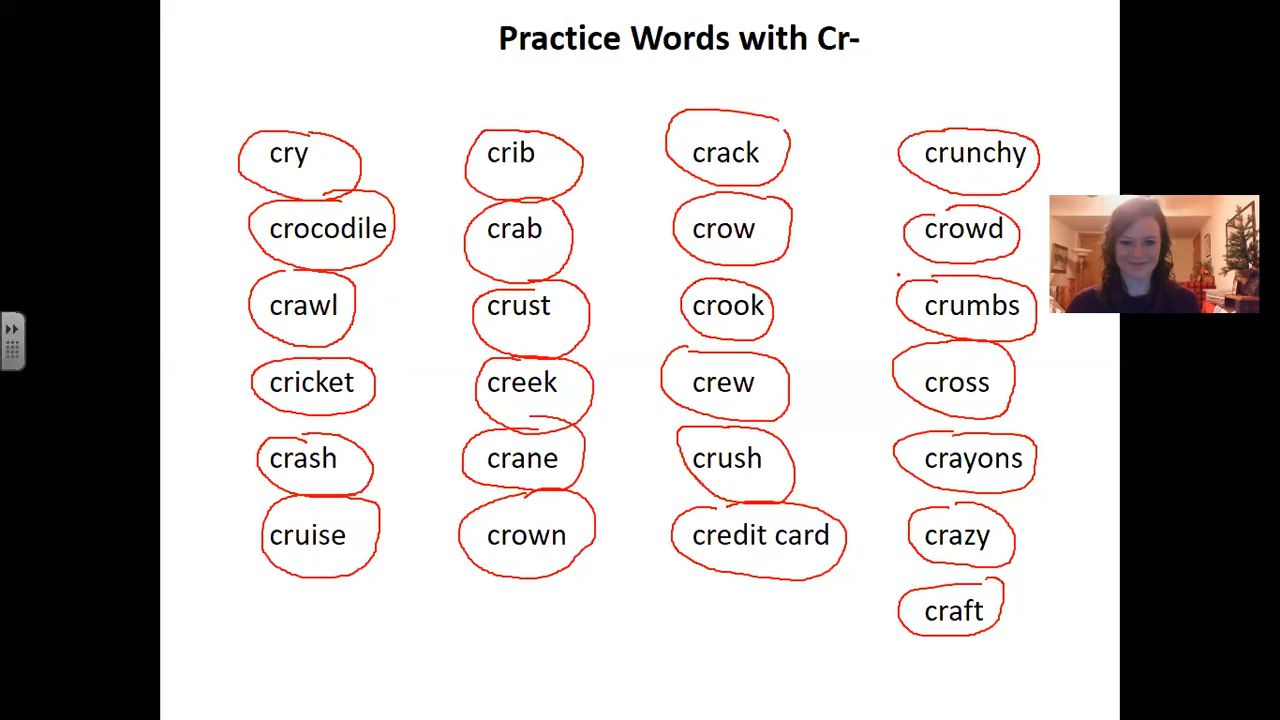 Practice Words with Cr-
cry crib crack crunchy
crocodile crab crow crowd
crawl crust crook crumbs
cricket creek crew cross
crash crane crush crayons
cruise crown credit card crazy
craft